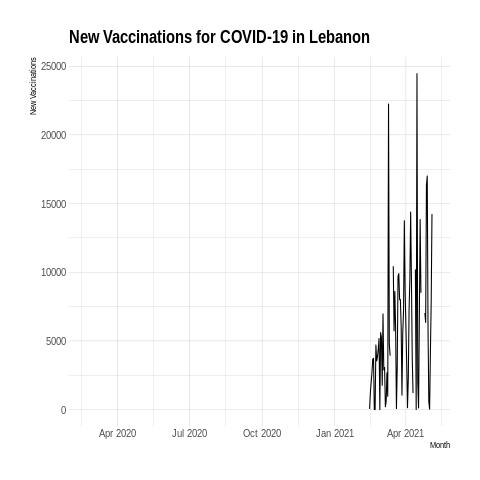 New Vaccinations for COVID-19 in Lebanon
New Vaccinations
25000
20000
15000
10000
5000
0
Apr 2020 Jul 2020 Oct 2020 Jan 2021 Apr 2021
Month